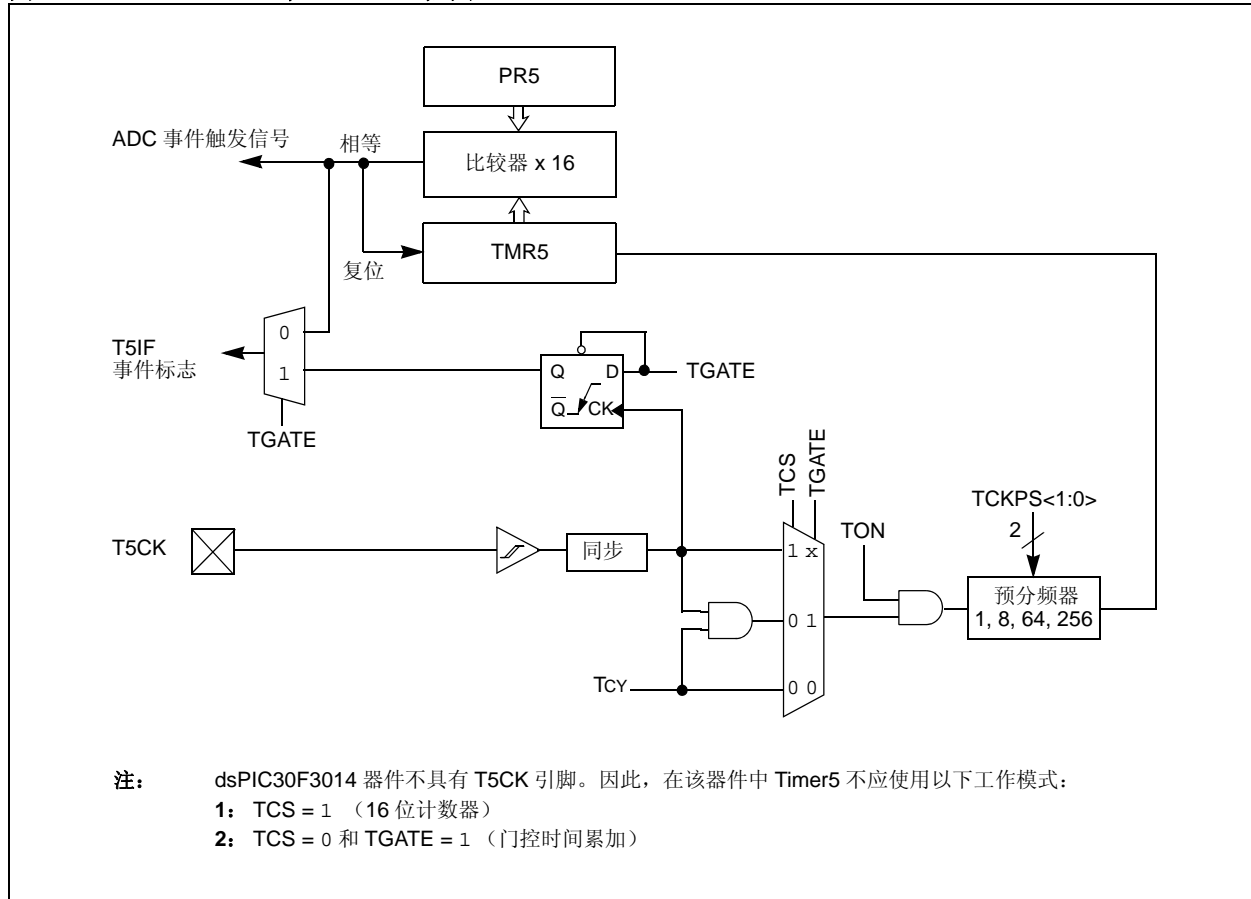 PR5
ADC 事件触发信号
相等
比较器 x 16
TMR5
复位
0
T5IF
事件标志
1
TGATE
Q D
TGATE
Q CK
TCS
TGATE
TCKPS<1:0>
2
TON
T5CK
同步
1 x
预分频器
1, 8, 64, 256
0 1
TCY
0 0
注： dsPIC30F3014 器件不具有 T5CK 引脚。因此，在该器件中 Timer5 不应使用以下工作模式：
1： TCS = 1 （16 位计数器）
2： TCS = 0 和 TGATE = 1 （门控时间累加）